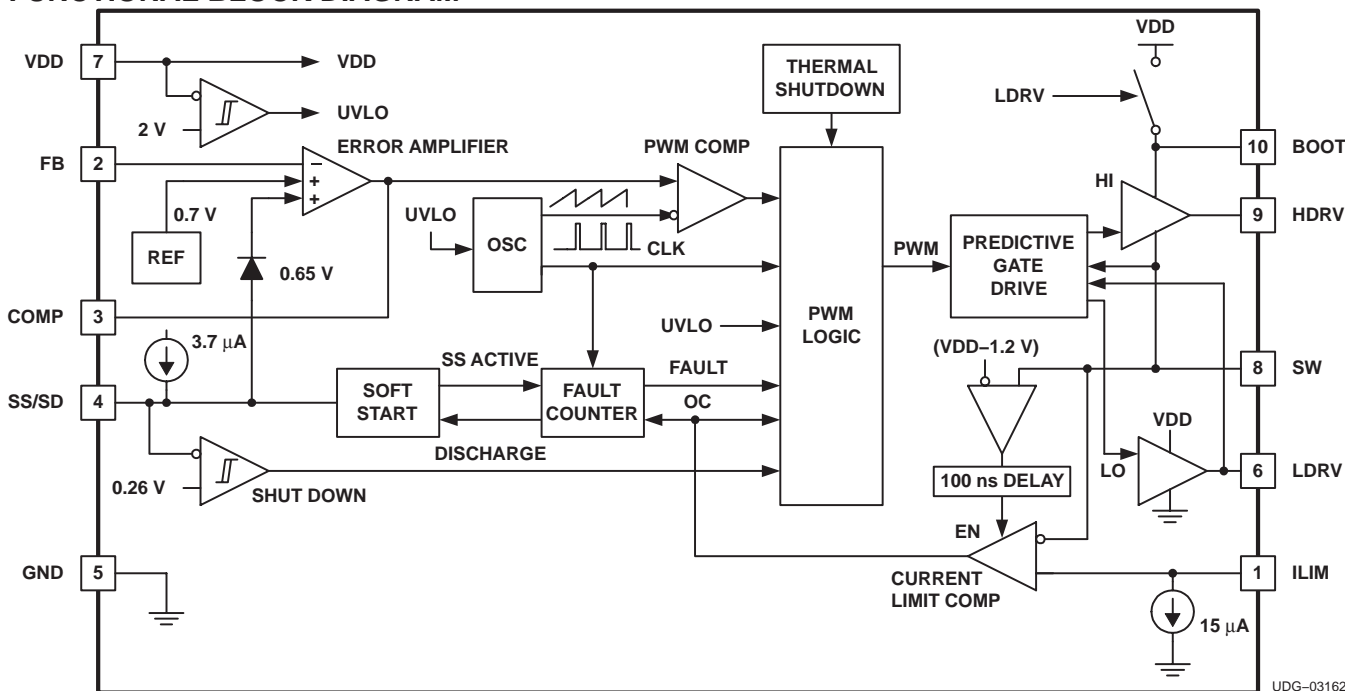 FUNCTIONAL BLOCK DIAGRAM
VDD
7
VDD
UVLO
2 V
FB
2
ERROR AMPLIFIER
–
+
+
0.7 V
REF
0.65 V
COMP
3
3.7 μA
SS/SD
4
0.26 V
SHUT DOWN
GND
5
UVLO
OSC
CLK
PWM COMP
THERMAL
SHUTDOWN
UVLO
SS ACTIVE
SOFT
START
FAULT
COUNTER
FAULT
OC
DISCHARGE
PWM
LOGIC
PWM
PREDICTIVE
GATE
DRIVE
LDRV
VDD
HI
10
BOOT
9
HDRV
(VDD–1.2 V)
8
SW
VDD
LO
6
LDRV
100 ns DELAY
EN
CURRENT
LIMIT COMP
1
ILIM
15 μA
UDG–03162